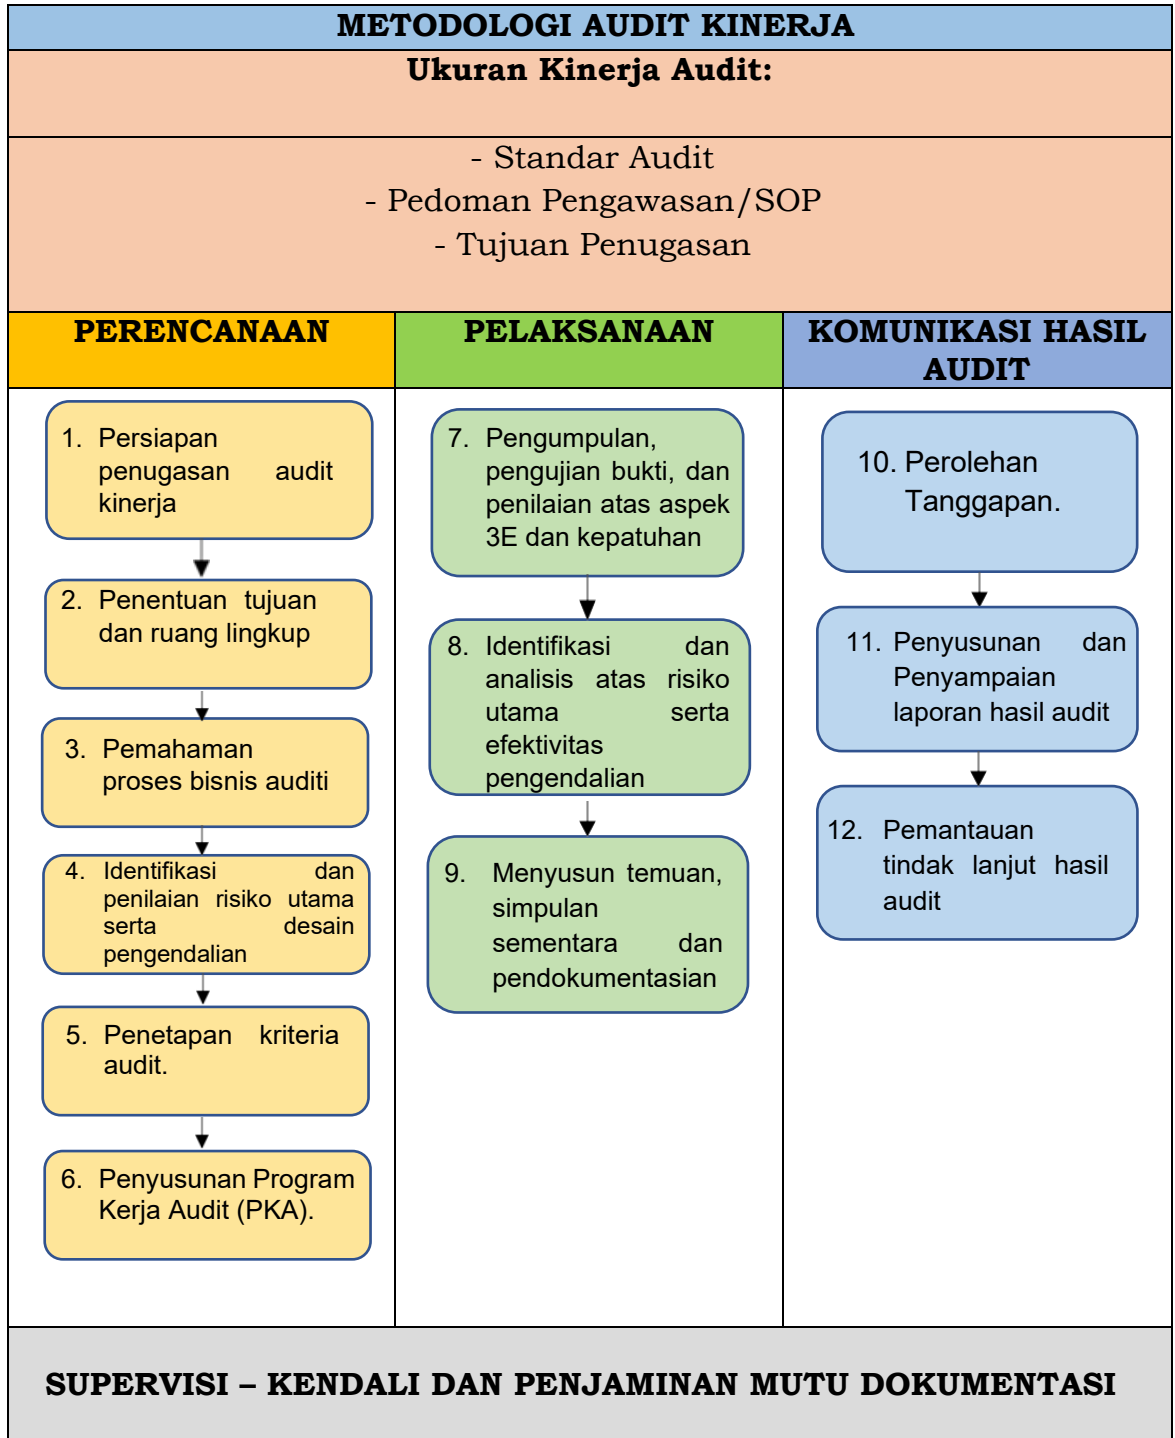 METODOLOGI AUDIT KINERJA
Ukuran Kinerja Audit:
- Standar Audit
- Pedoman Pengawasan/SOP
- Tujuan Penugasan
PERENCANAAN
1. Persiapan
penugasan audit
kinerja
2. Penentuan tujuan
dan ruang lingkup
3. Pemahaman
proses bisnis auditi
4. Identifikasi dan
penilaian risiko utama
serta desain
pengendalian
5. Penetapan kriteria
audit.
6. Penyusunan Program
Kerja Audit (PKA).
PELAKSANAAN
7. Pengumpulan,
pengujian bukti, dan
penilaian atas aspek
3E dan kepatuhan
8. Identifikasi dan
analisis atas risiko
utama serta
efektivitas
pengendalian
9. Menyusun temuan,
simpulan
sementara dan
pendokumentasian
KOMUNIKASI HASIL
AUDIT
10. Perolehan
Tanggapan.
11. Penyusunan dan
Penyampaian
laporan hasil audit
12. Pemantauan
tindak lanjut hasil
audit
SUPERVISI – KENDALI DAN PENJAMINAN MUTU DOKUMENTASI